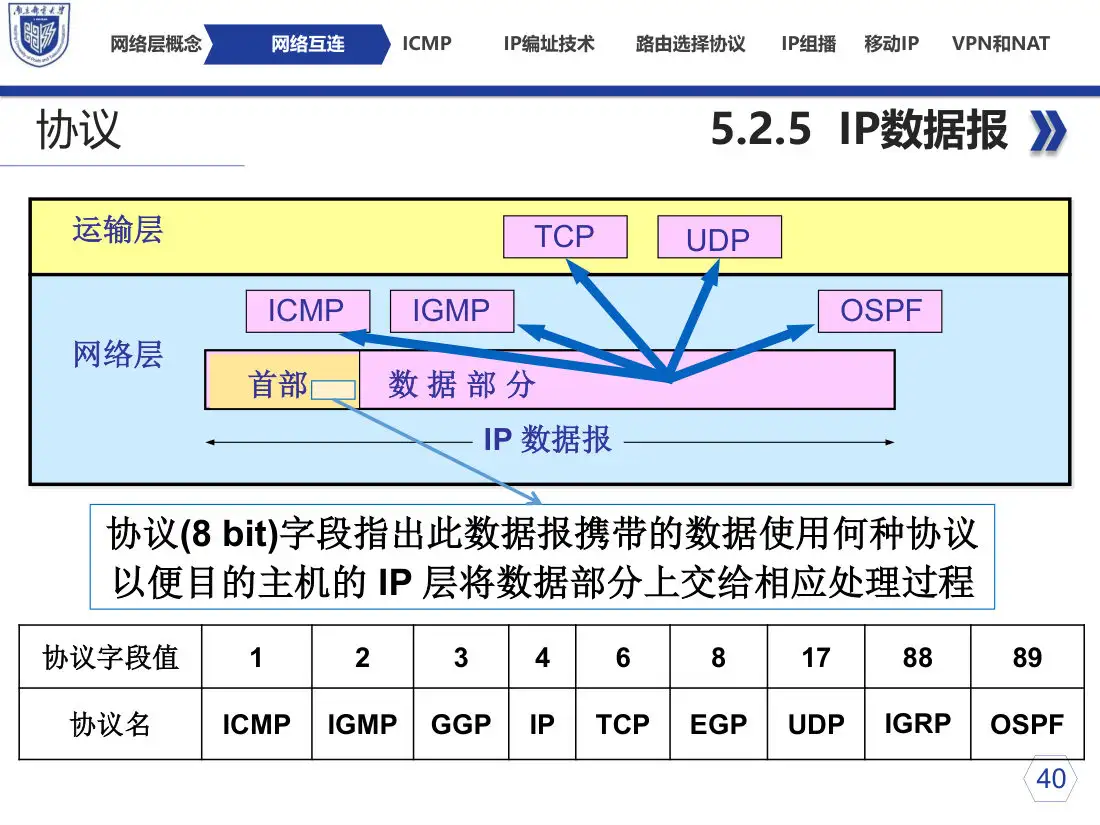 南京邮电大学
网络层概念 网络互连 ICMP IP编址技术 路由选择协议 IP组播 移动IP VPN和NAT
协议
5.2.5 IP数据报
运输层
TCP
UDP
ICMP
IGMP
OSPF
网络层
首部
数 据 部 分
IP 数据报
协议(8 bit)字段指出此数据报携带的数据使用何种协议
以便目的主机的 IP 层将数据部分上交给相应处理过程
协议字段值 1 2 3 4 6 8 17 88 89
协议名 ICMP IGMP GGP IP TCP EGP UDP IGRP OSPF
40